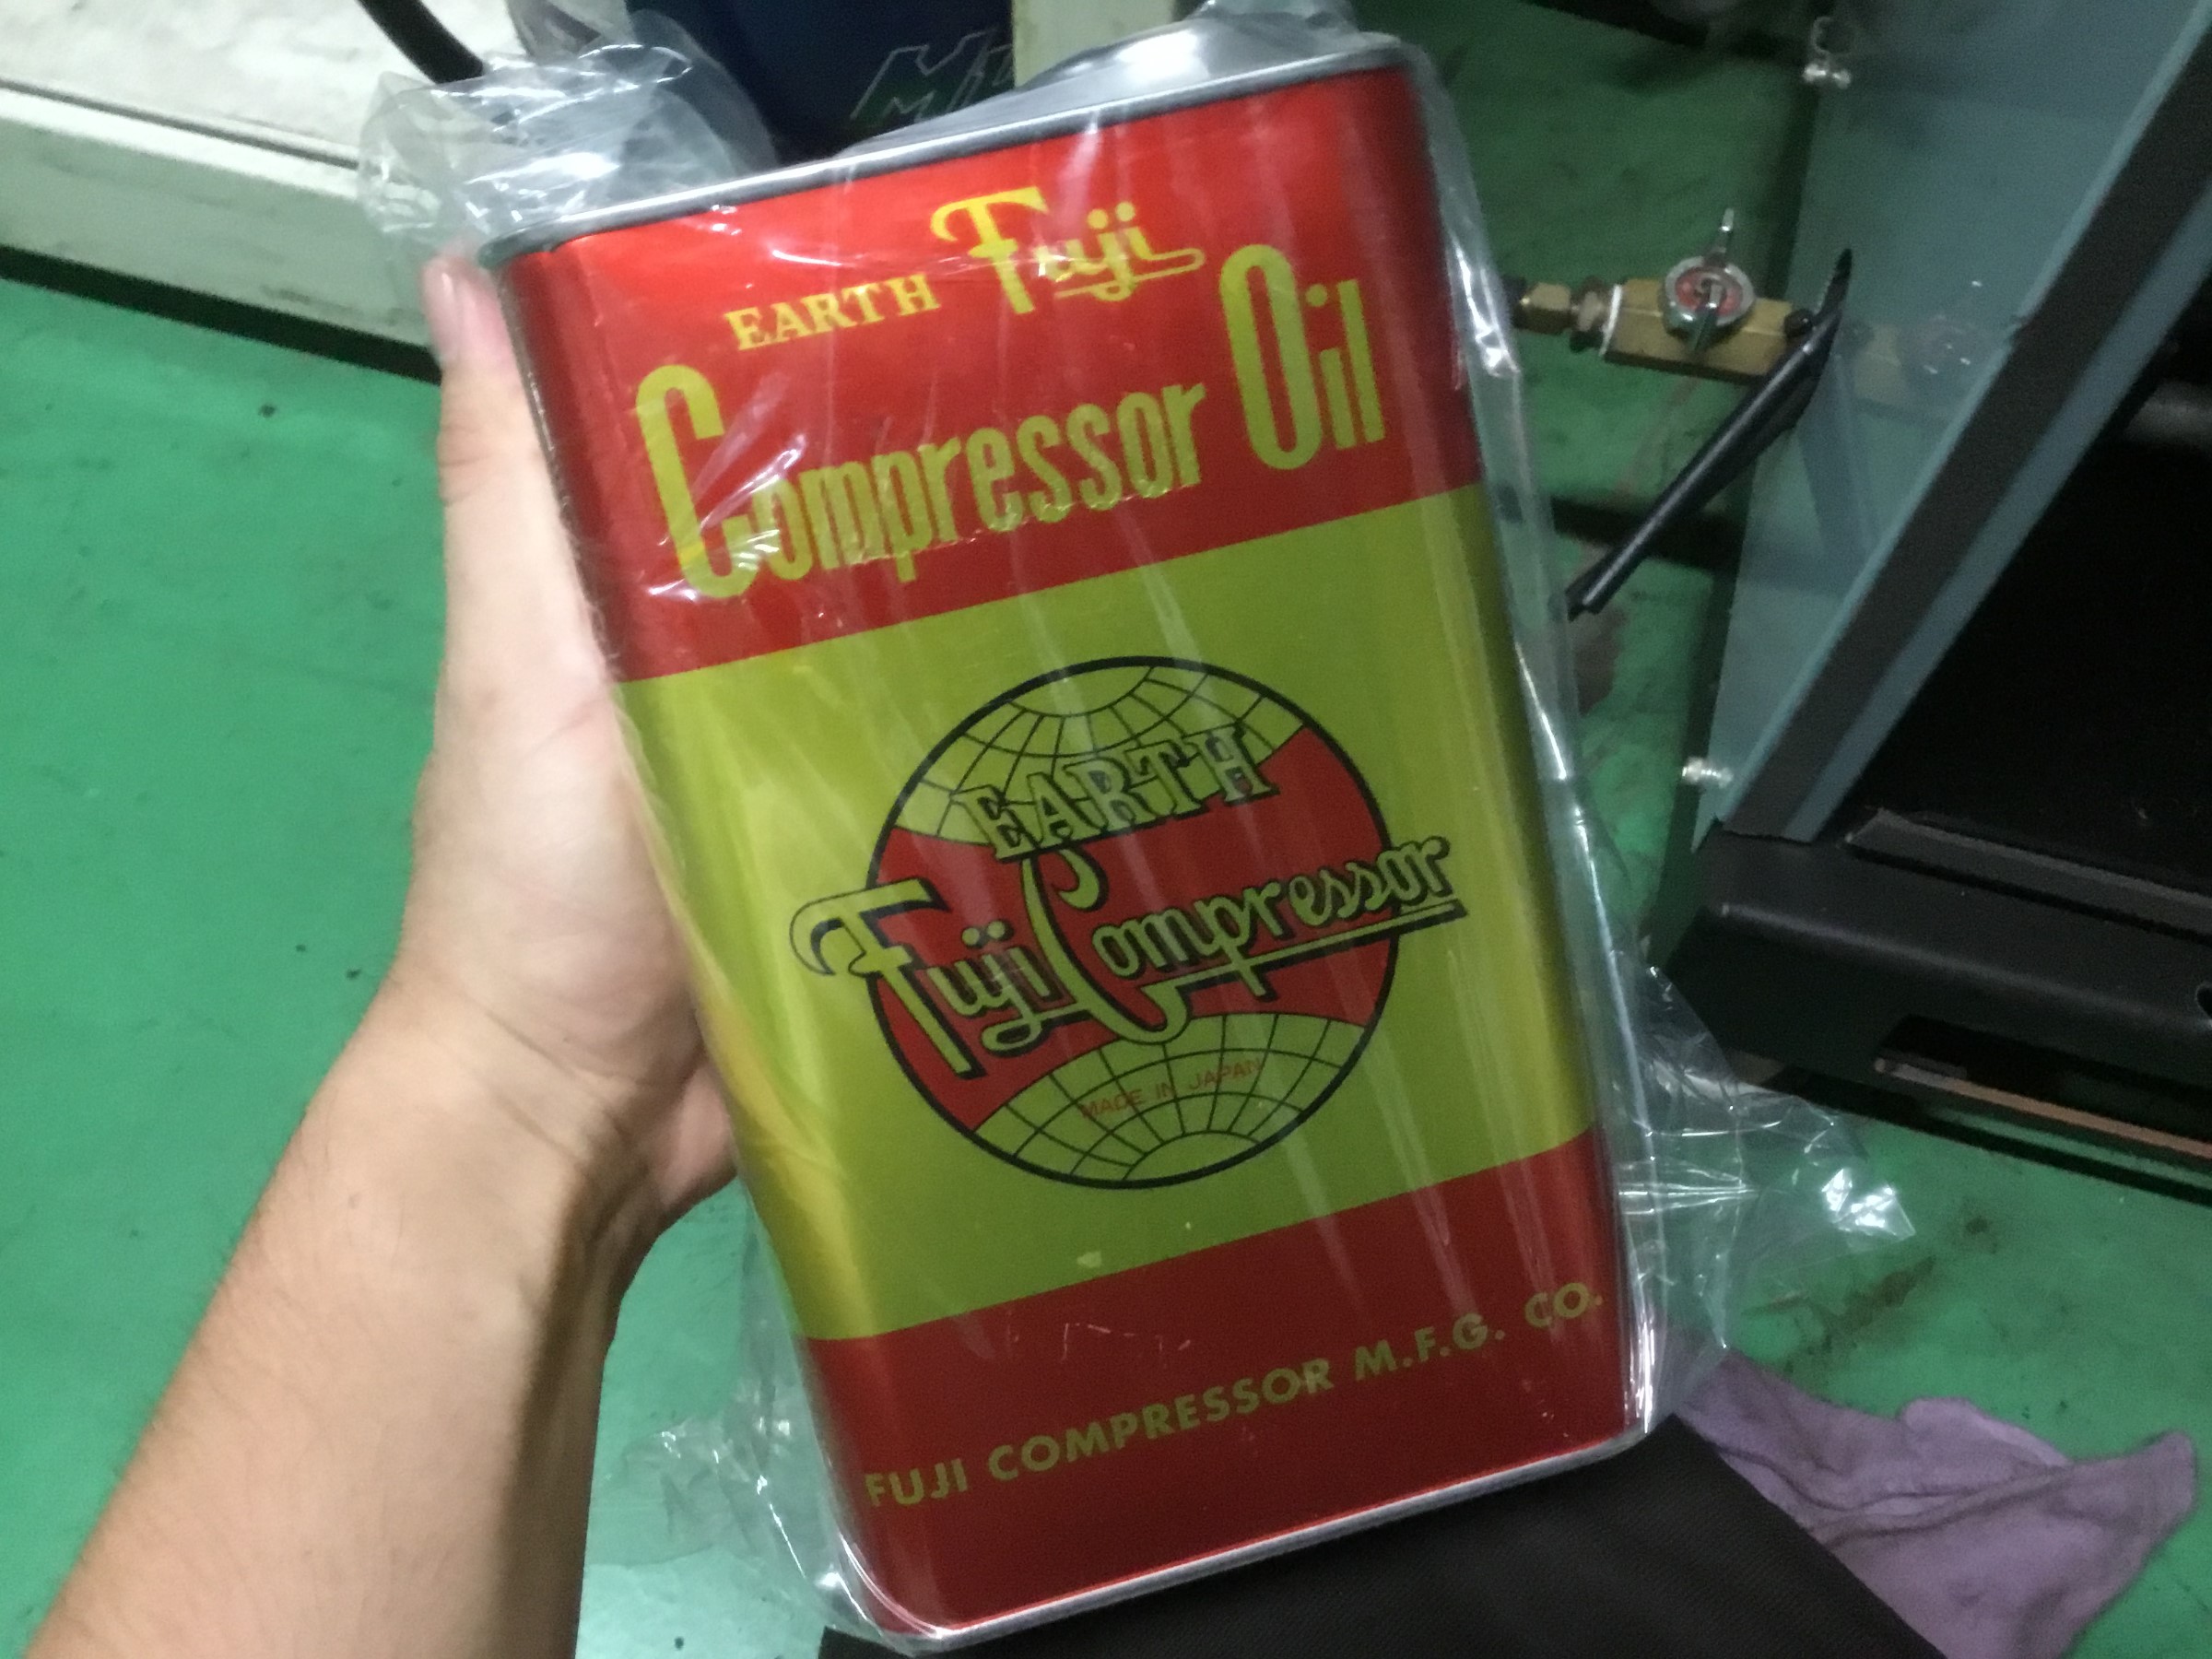 EARTH Fuji
Compressor Oil
EARTH
Fuji Compressor
MADE IN JAPAN
FUJI COMPRESSOR M.F.G. CO.